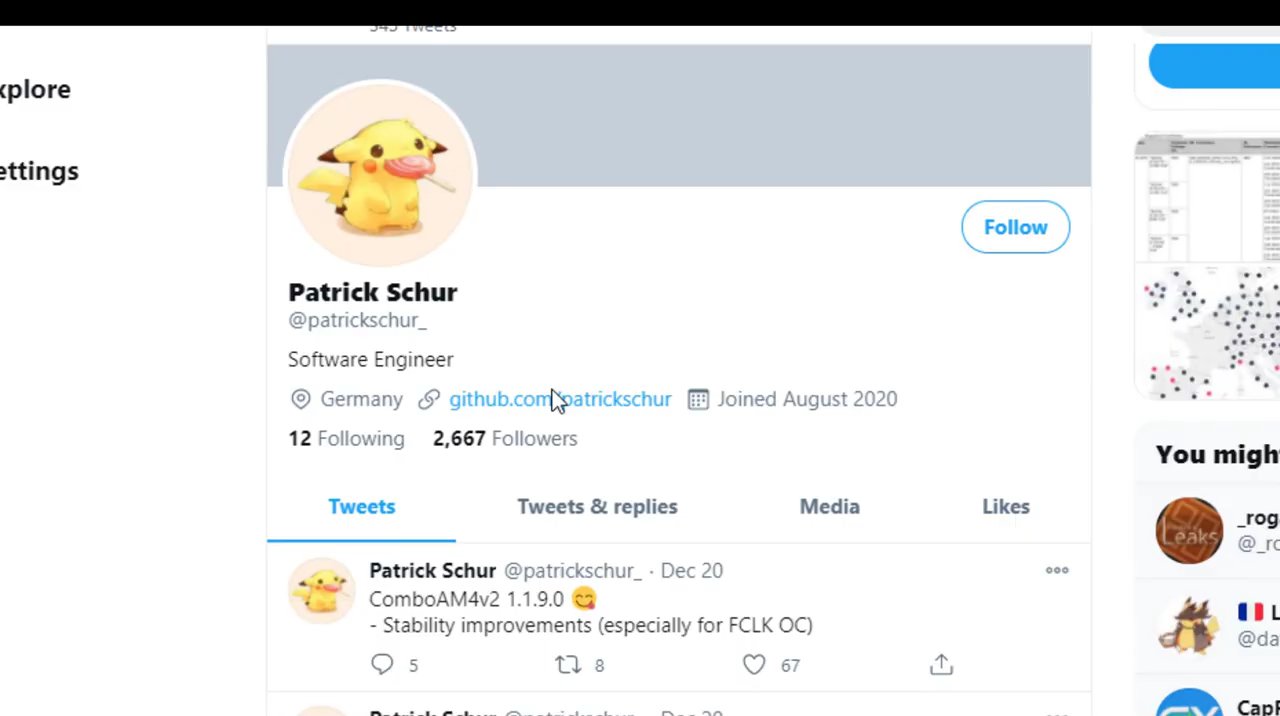 xplore
ettings
Follow
Patrick Schur
@patrickschur_
Software Engineer
Germany github.com/patrickschur Joined August 2020
12 Following 2,667 Followers
Tweets Tweets & replies Media Likes
Patrick Schur @patrickschur_ · Dec 20
ComboAM4v2 1.1.9.0 😋
- Stability improvements (especially for FCLK OC)
5 8 67
Patrick Schur @patrickschur_ · Dec 20
You migh
_rog
Leaks
@_ro
L
@da
Cap